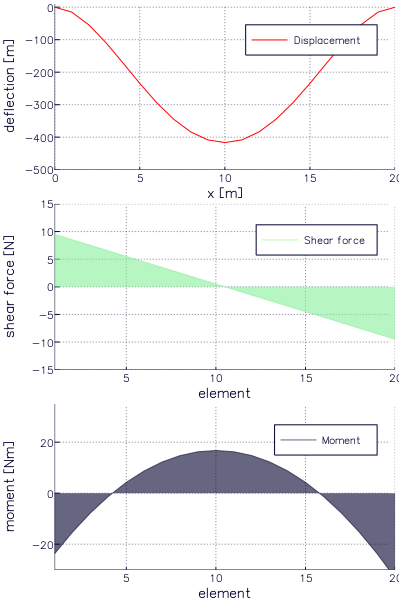 0
−100
−200
−300
−400
−500
deflection [m]
Displacement
0 5 10 15 20
x [m]
15
10
5
0
−5
−10
−15
shear force [N]
Shear force
5 10 15 20
element
20
0
−20
moment [Nm]
Moment
5 10 15 20
element